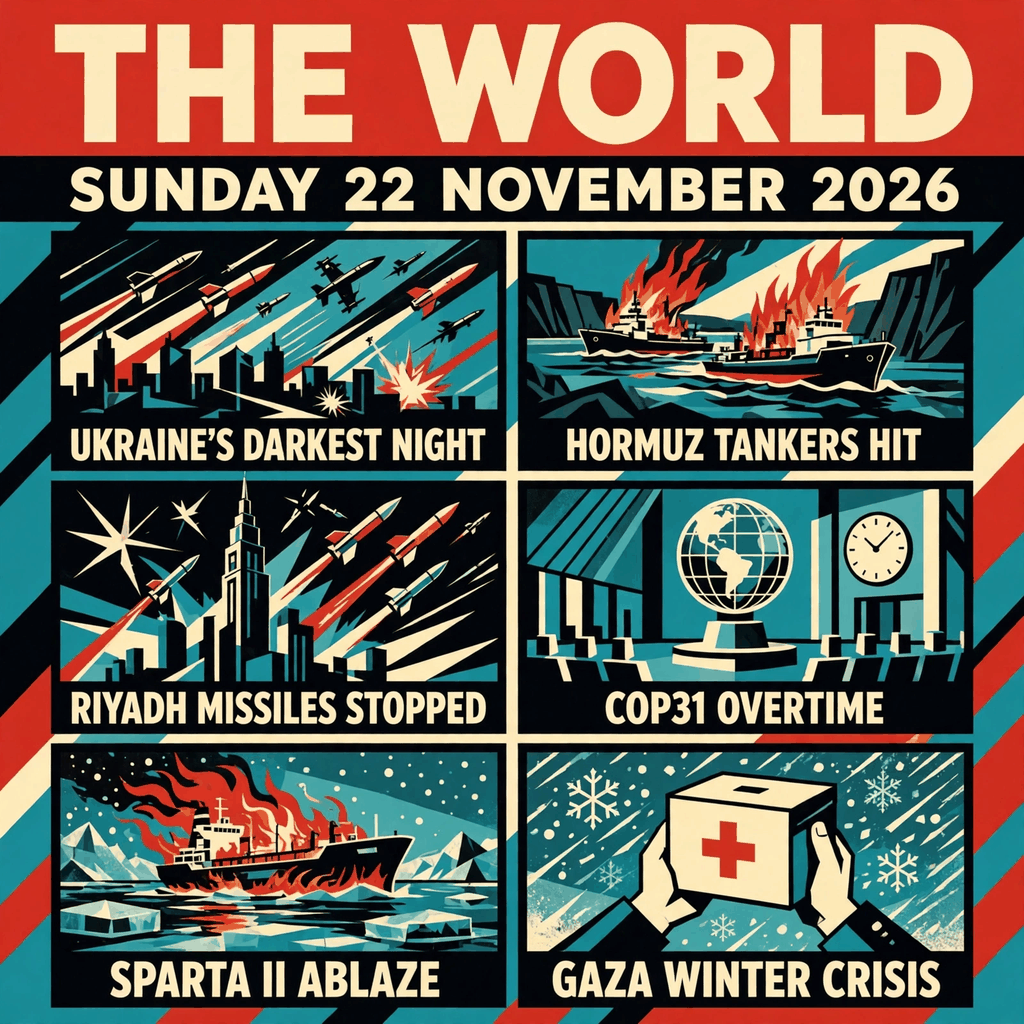 THE WORLD
SUNDAY 22 NOVEMBER 2026
UKRAINE'S DARKEST NIGHT
HORMUZ TANKERS HIT
RIYADH MISSILES STOPPED
COP31 OVERTIME
SPARTA II ABLAZE
GAZA WINTER CRISIS